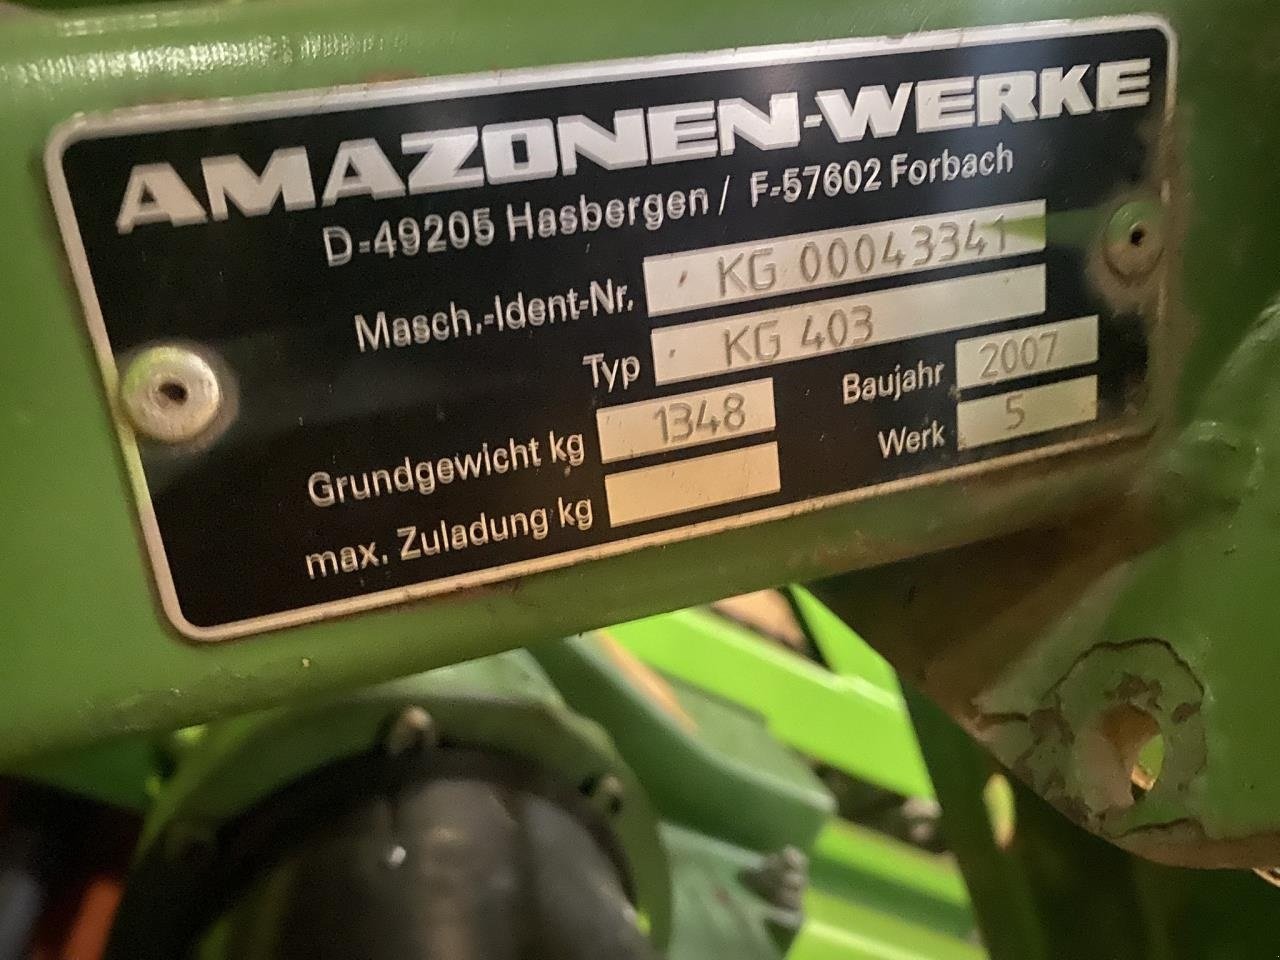 AMAZONEN-WERKE
D-49205 Hasbergen / F-57602 Forbach
Masch.-Ident-Nr. KG 00043341
Typ KG 403
Grundgewicht kg 1348 Baujahr 2007
max. Zuladung kg Werk 5